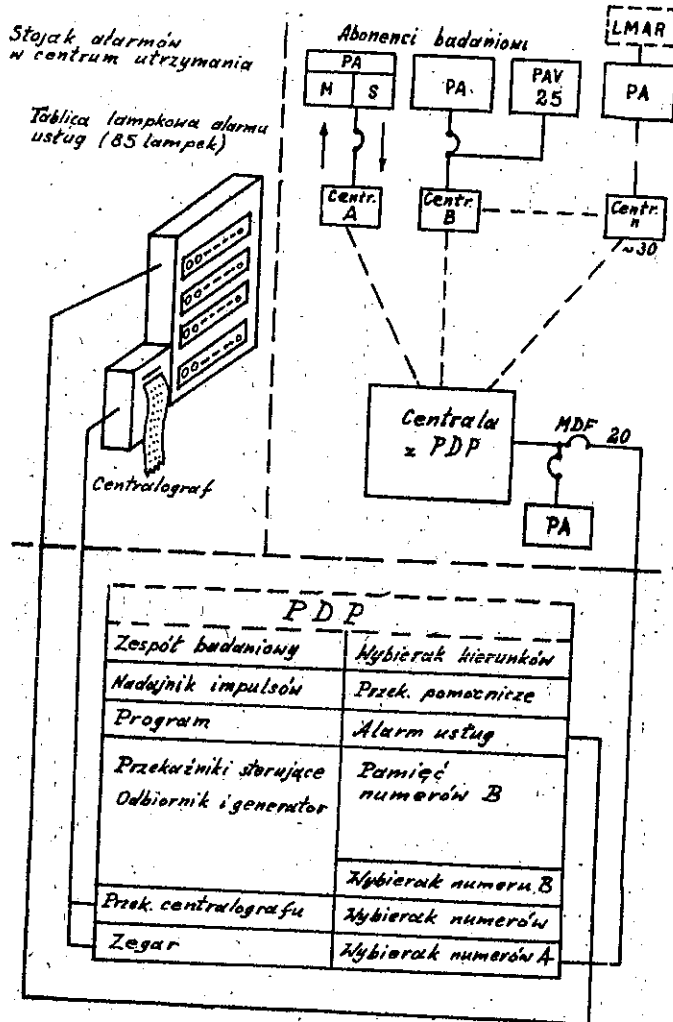 Stojak alarmów
w centrum utrzymania
Tablica lampkowa alarmu
usług (85 lampek)
Centralograf
Abonenci badaniowi
PA
M S
PA
PAV
25
LMAR
PA
Centr.
A
Centr.
B
Centr.
n
~30
Centrala
z PDP
MDF 20
PA
PDP
Zespół badaniowy
Wybierak kierunków
Nadajnik impulsów
Przek. pomocnicze
Program
Alarm usług
Przekaźniki sterujące
Odbiornik i generator
Pamięć
numerów B
Wybierak numeru B
Przek. centralografu
Wybierak numerów
Zegar
Wybierak numerów A